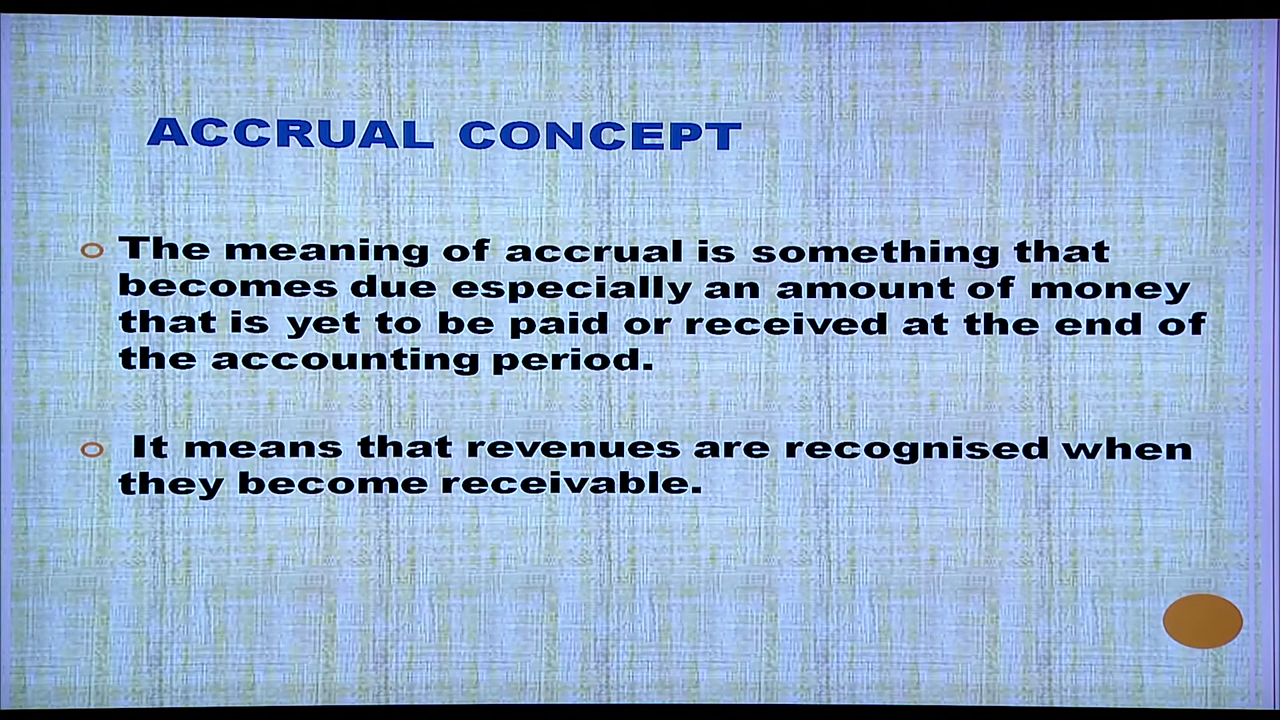 ACCRUAL CONCEPT
The meaning of accrual is something that
becomes due especially an amount of money
that is yet to be paid or received at the end of
the accounting period.
It means that revenues are recognised when
they become receivable.